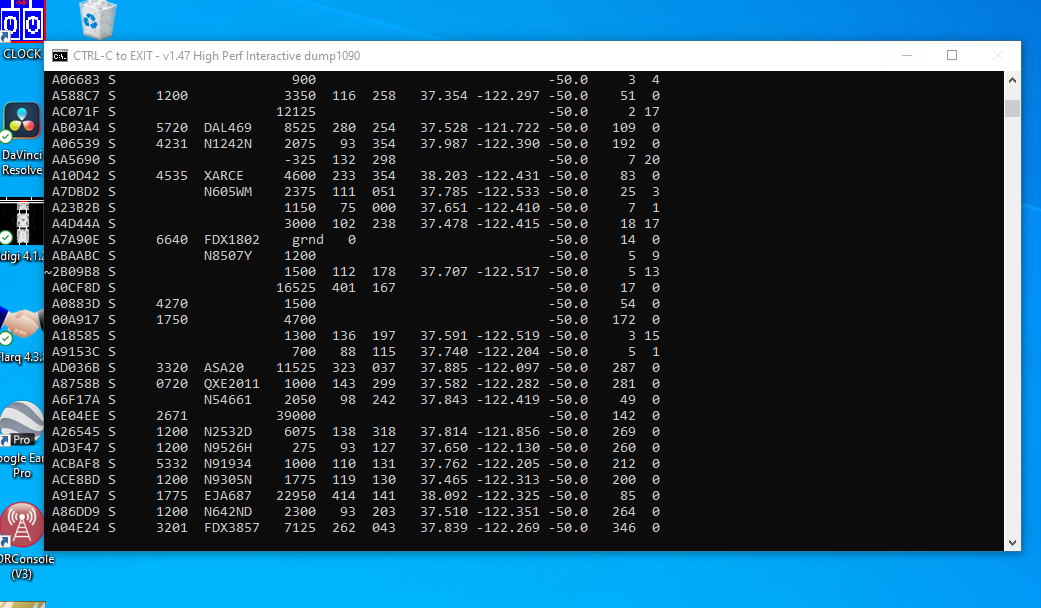 CLOCK
DaVinci
Resolve
digi 4.1.2
flarq 4.3.
Pro
oogle Ear
Pro
DRConsole
(V3)
CTRL-C to EXIT - v1.47 High Perf Interactive dump1090
A06683 S 900 -50.0 3 4
A588C7 S 1200 3350 116 258 37.354 -122.297 -50.0 51 0
AC071F S 12125 -50.0 2 17
AB03A4 S 5720 DAL469 8525 280 254 37.528 -121.722 -50.0 109 0
A06539 S 4231 N1242N 2075 93 354 37.987 -122.390 -50.0 192 0
AA5690 S -325 132 298 -50.0 7 20
A10D42 S 4535 XARCE 4600 233 354 38.203 -122.431 -50.0 83 0
A7DBD2 S N605WM 2375 111 051 37.785 -122.533 -50.0 25 3
A23B2B S 1150 75 000 37.651 -122.410 -50.0 7 1
A4D44A S 3000 102 238 37.478 -122.415 -50.0 18 17
A7A90E S 6640 FDX1802 grnd 0 -50.0 14 0
ABAABC S N8507Y 1200 -50.0 5 9
~2B09B8 S 1500 112 178 37.707 -122.517 -50.0 5 13
A0CF8D S 16525 401 167 -50.0 17 0
A0883D S 4270 1500 -50.0 54 0
00A917 S 1750 4700 -50.0 172 0
A18585 S 1300 136 197 37.591 -122.519 -50.0 3 15
A9153C S 700 88 115 37.740 -122.204 -50.0 5 1
AD036B S 3320 ASA20 11525 323 037 37.885 -122.097 -50.0 287 0
A8758B S 0720 QXE2011 1000 143 299 37.582 -122.282 -50.0 281 0
A6F17A S N54661 2050 98 242 37.843 -122.419 -50.0 49 0
AE04EE S 2671 39000 -50.0 142 0
A26545 S 1200 N2532D 6075 138 318 37.814 -121.856 -50.0 269 0
AD3F47 S 1200 N9526H 275 93 127 37.650 -122.130 -50.0 260 0
ACBAF8 S 5332 N91934 1000 110 131 37.762 -122.205 -50.0 212 0
ACE8BD S 1200 N9305N 1775 119 130 37.465 -122.313 -50.0 200 0
A91EA7 S 1775 EJA687 22950 414 141 38.092 -122.325 -50.0 85 0
A86DD9 S 1200 N642ND 2300 93 203 37.510 -122.351 -50.0 264 0
A04E24 S 3201 FDX3857 7125 262 043 37.839 -122.269 -50.0 346 0